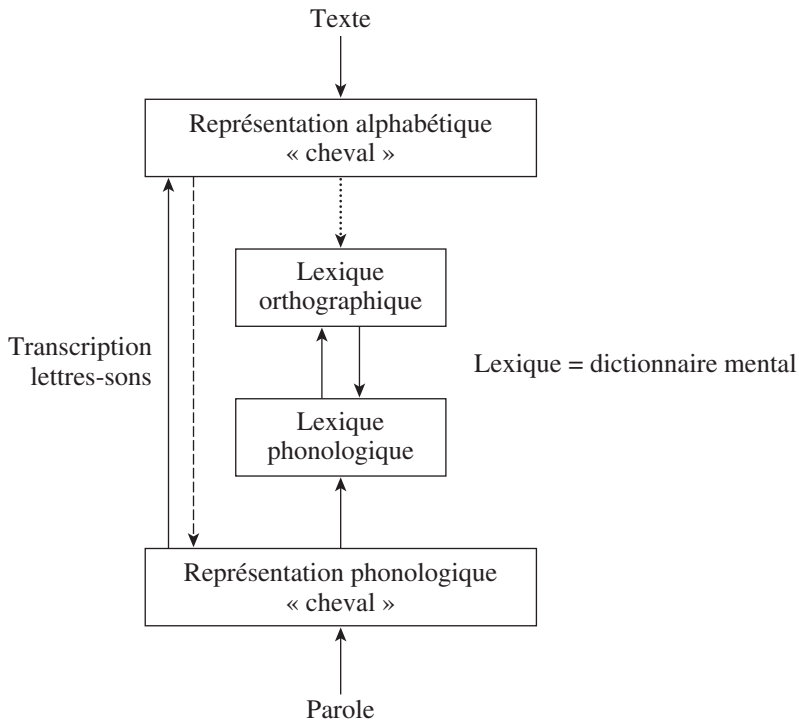 Texte
Représentation alphabétique
« cheval »
Lexique
orthographique
Transcription
lettres-sons
Lexique = dictionnaire mental
Lexique
phonologique
Représentation phonologique
« cheval »
Parole